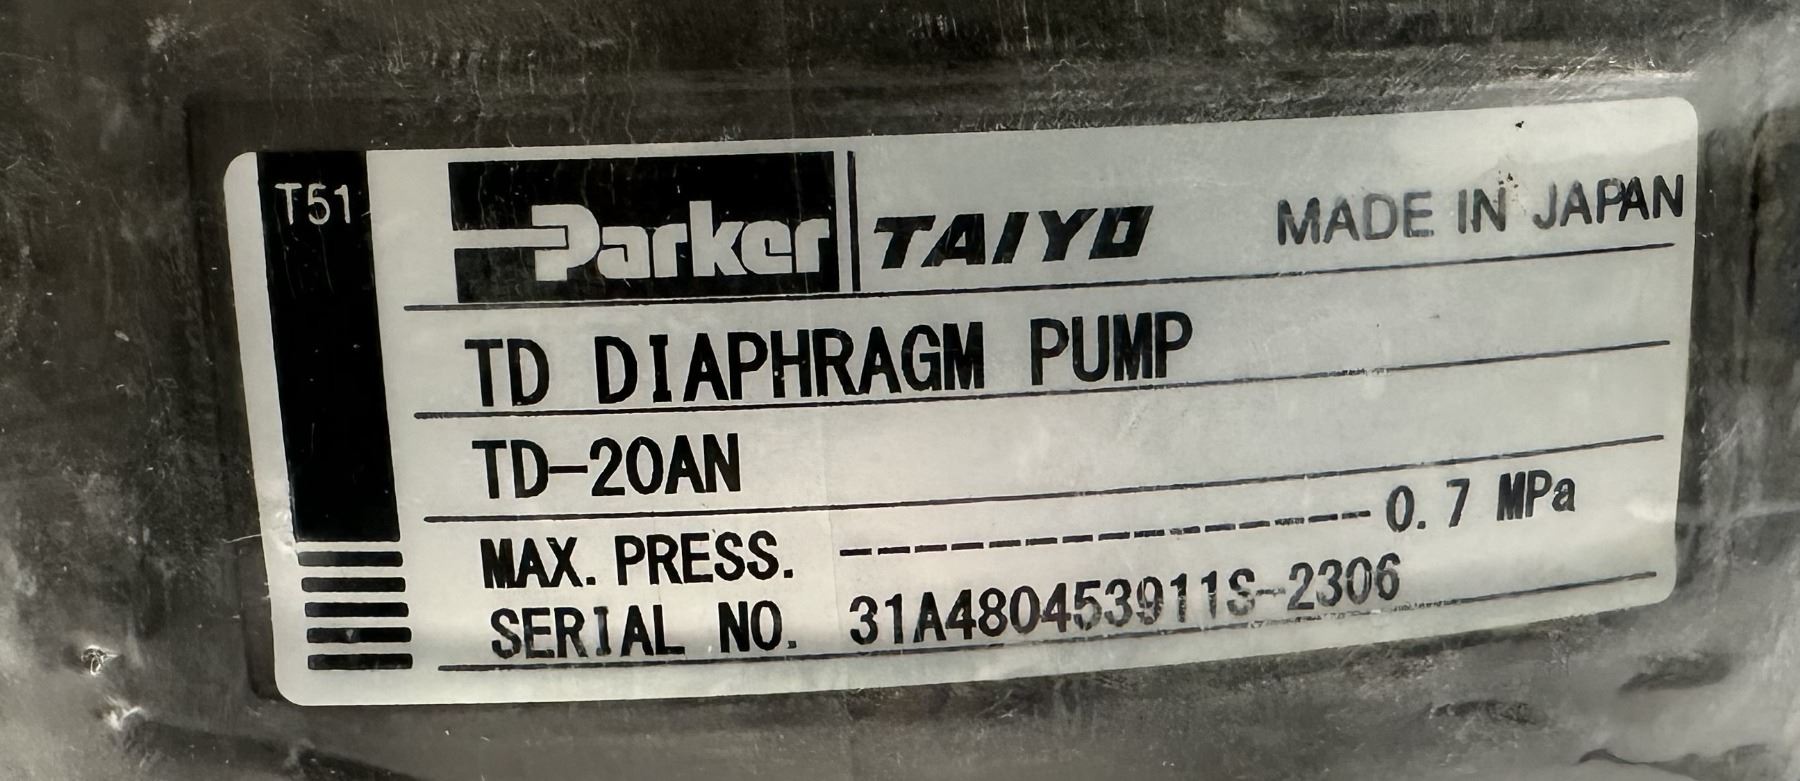 T51
Parker TAIYO MADE IN JAPAN
TD DIAPHRAGM PUMP
TD-20AN
MAX. PRESS. ---------------0.7 MPa
SERIAL NO. 31A480453911S-2306